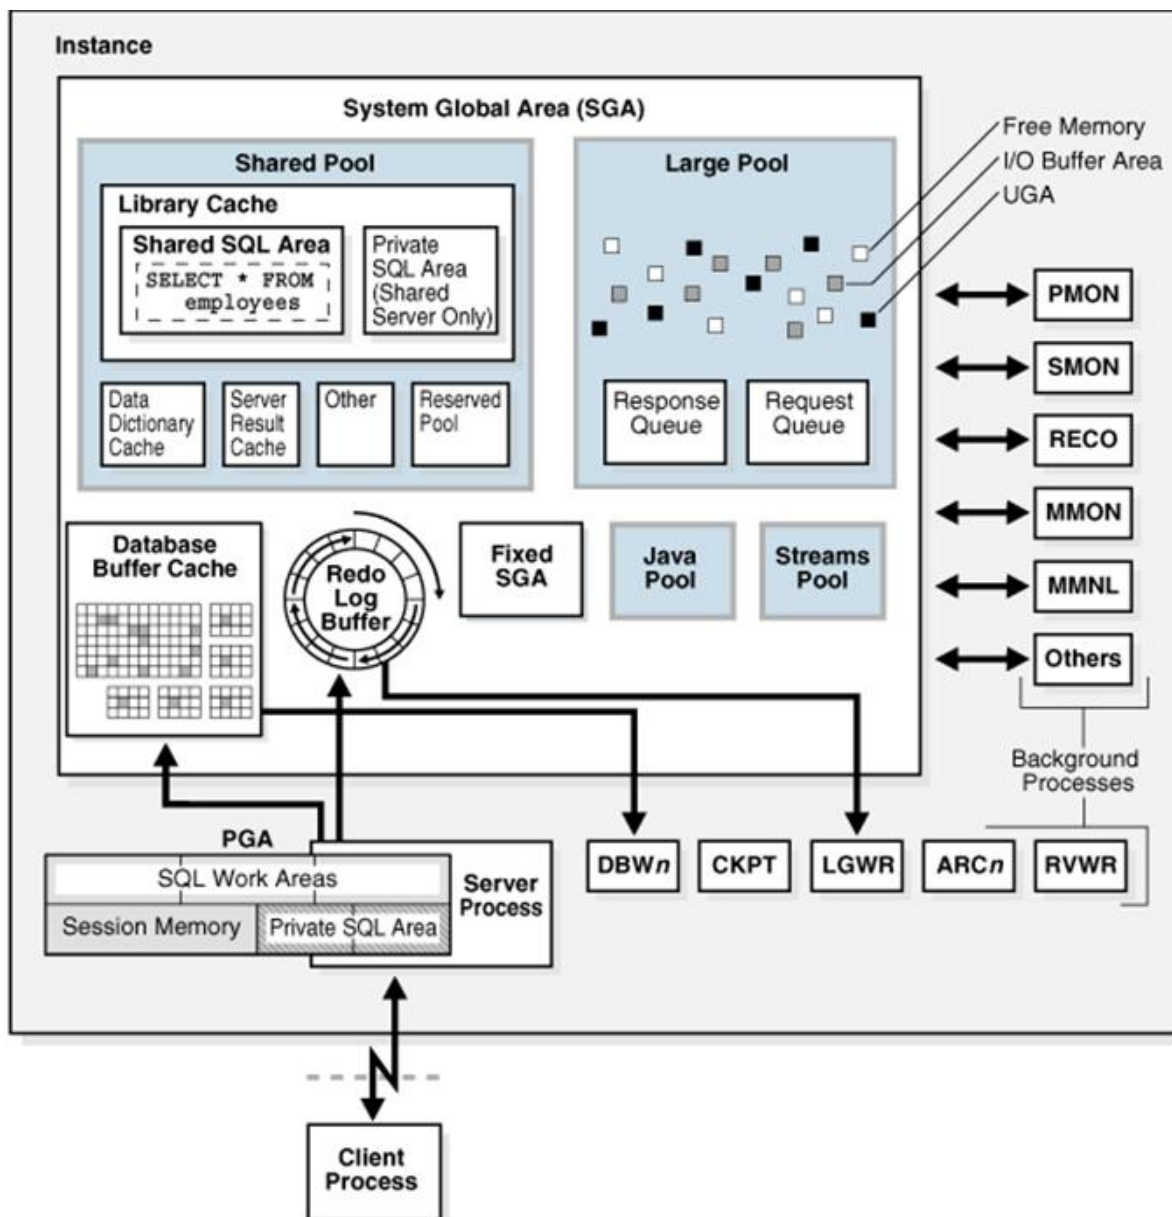 Instance
System Global Area (SGA)
Shared Pool
Library Cache
Shared SQL Area
SELECT * FROM
employees
Private
SQL Area
(Shared
Server Only)
Data
Dictionary
Cache
Server
Result
Cache
Other
Reserved
Pool
Large Pool
Response
Queue
Request
Queue
Free Memory
I/O Buffer Area
UGA
Database
Buffer Cache
Redo
Log
Buffer
Fixed
SGA
Java
Pool
Streams
Pool
PMON
SMON
RECO
MMON
MMNL
Others
Background
Processes
PGA
SQL Work Areas
Session Memory
Private SQL Area
Server
Process
DBWn
CKPT
LGWR
ARCn
RVWR
Client
Process